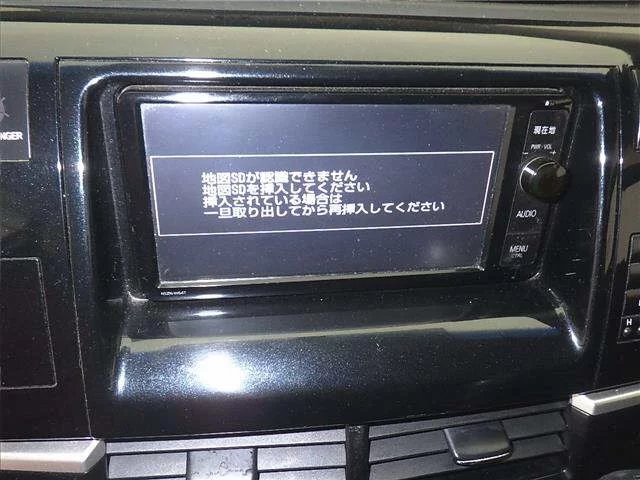 地図SDが認識できません
地図SDを挿入してください
挿入されている場合は
一旦取り出してから再挿入してください
現在地
PWR・VOL
AUDIO
MENU
NSZN-W64T
H